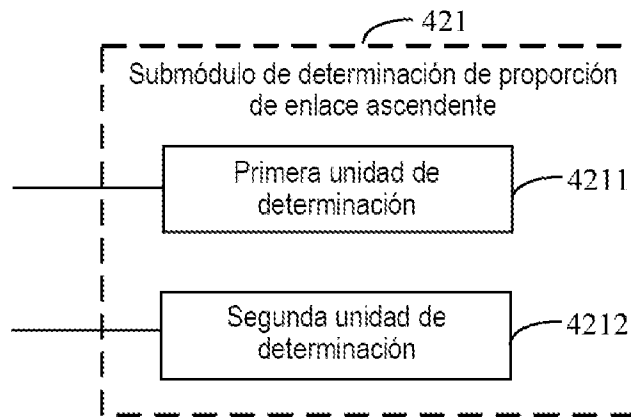 421
Submódulo de determinación de proporción
de enlace ascendente
Primera unidad de
determinación
4211
Segunda unidad de
determinación
4212